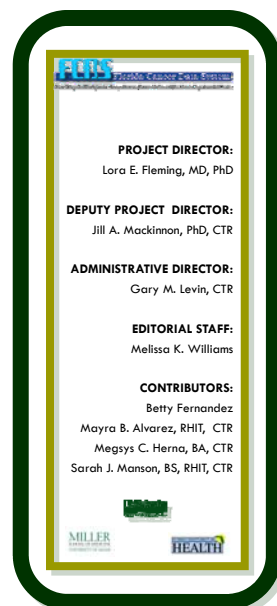 FCDS Florida Cancer Data System
PROJECT DIRECTOR:
Lora E. Fleming, MD, PhD
DEPUTY PROJECT DIRECTOR:
Jill A. Mackinnon, PhD, CTR
ADMINISTRATIVE DIRECTOR:
Gary M. Levin, CTR
EDITORIAL STAFF:
Melissa K. Williams
CONTRIBUTORS:
Betty Fernandez
Mayra B. Alvarez, RHIT, CTR
Megsys C. Herna, BA, CTR
Sarah J. Manson, BS, RHIT, CTR
MILLER
HEALTH